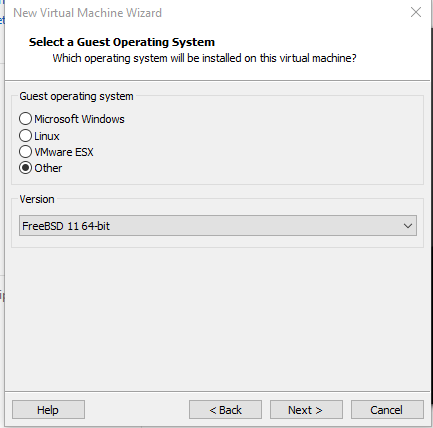 New Virtual Machine Wizard
Select a Guest Operating System
Which operating system will be installed on this virtual machine?
Guest operating system
Microsoft Windows
Linux
VMware ESX
Other
Version
FreeBSD 11 64-bit
Help
< Back
Next >
Cancel